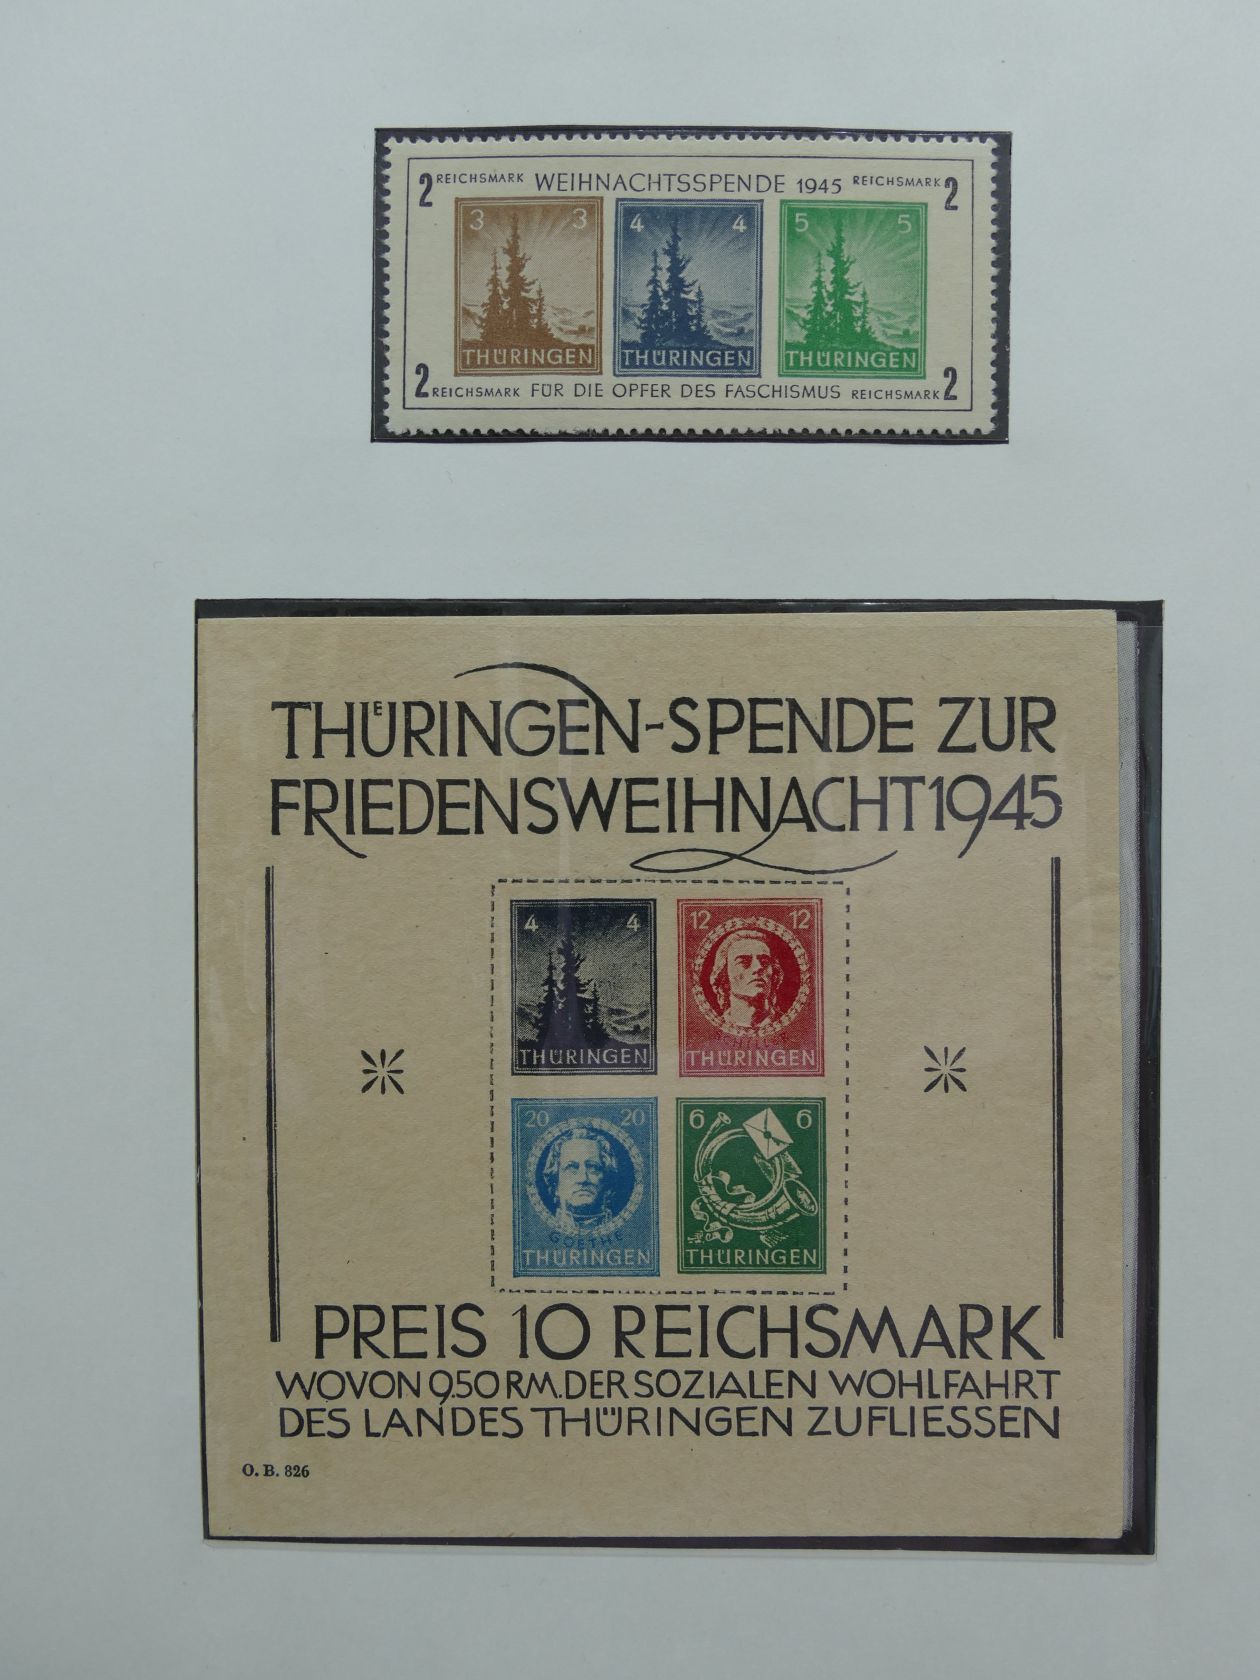 2 REICHSMARK WEIHNACHTSSPENDE 1945 REICHSMARK 2
3 3 4 4 5 5
THÜRINGEN THÜRINGEN THÜRINGEN
2 REICHSMARK FÜR DIE OPFER DES FASCHISMUS REICHSMARK 2
THÜRINGEN-SPENDE ZUR
FRIEDENSWEIHNACHT 1945
4 4 12 12
SCHILLER
THÜRINGEN THÜRINGEN
20 20 6 6
GOETHE
THÜRINGEN THÜRINGEN
PREIS 10 REICHSMARK
WOVON 9.50 RM. DER SOZIALEN WOHLFAHRT
DES LANDES THÜRINGEN ZUFLIESSEN
O. B. 826